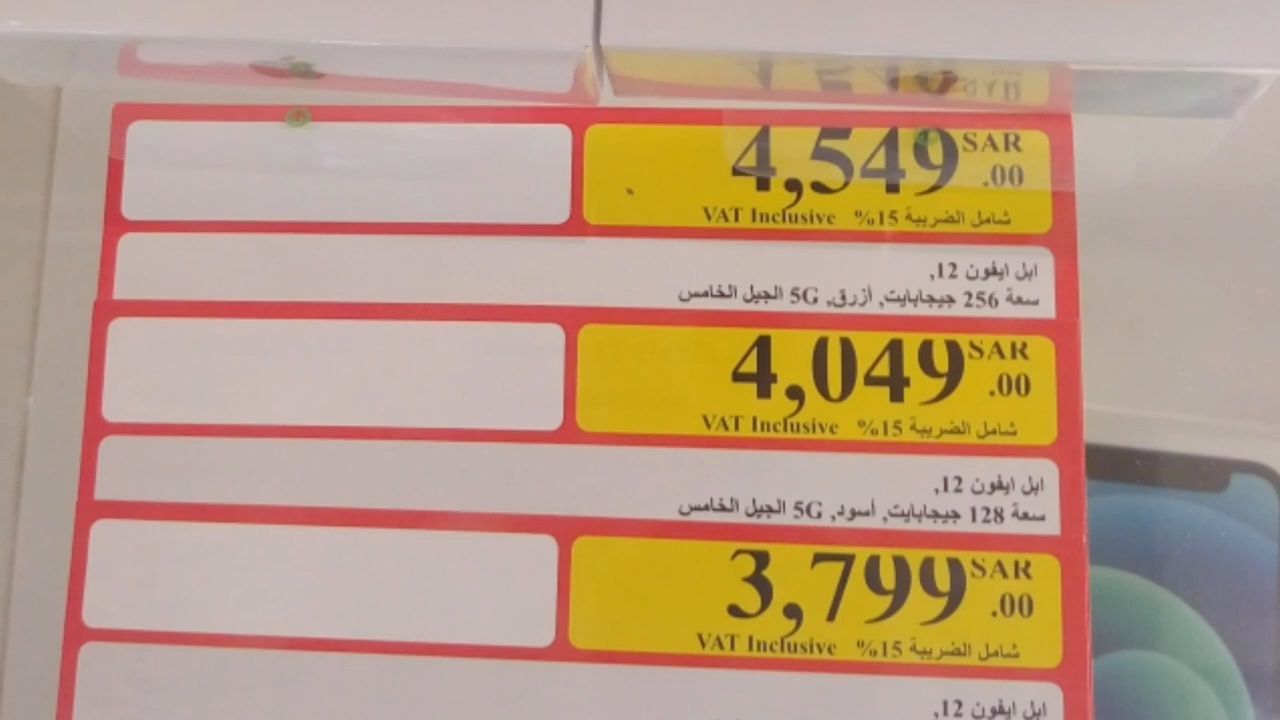 4,549 SAR .00
VAT Inclusive %15 شامل الضريبة
ابل ايفون 12,
سعة 256 جيجابايت, أزرق, 5G الجيل الخامس
4,049 SAR .00
VAT Inclusive %15 شامل الضريبة
ابل ايفون 12,
سعة 128 جيجابايت, أسود, 5G الجيل الخامس
3,799 SAR .00
VAT Inclusive %15 شامل الضريبة
ابل ايفون 12,